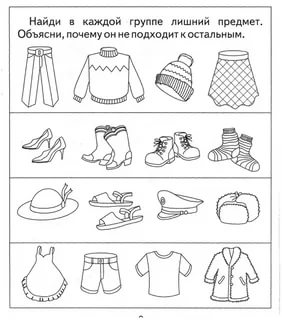 Найди в каждой группе лишний предмет.
Объясни, почему он не подходит к остальным.